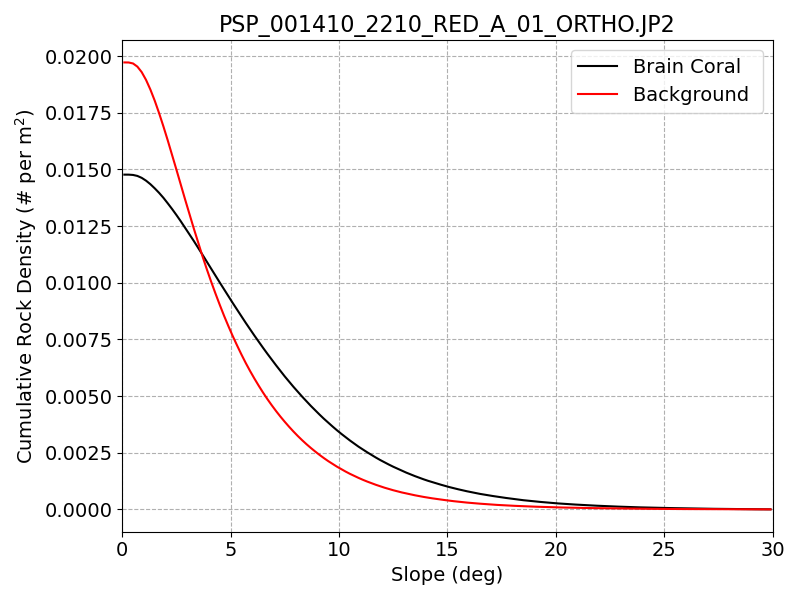 PSP_001410_2210_RED_A_01_ORTHO.JP2
Brain Coral
Background
Cumulative Rock Density (# per m²)
0.0200
0.0175
0.0150
0.0125
0.0100
0.0075
0.0050
0.0025
0.0000
0 5 10 15 20 25 30
Slope (deg)